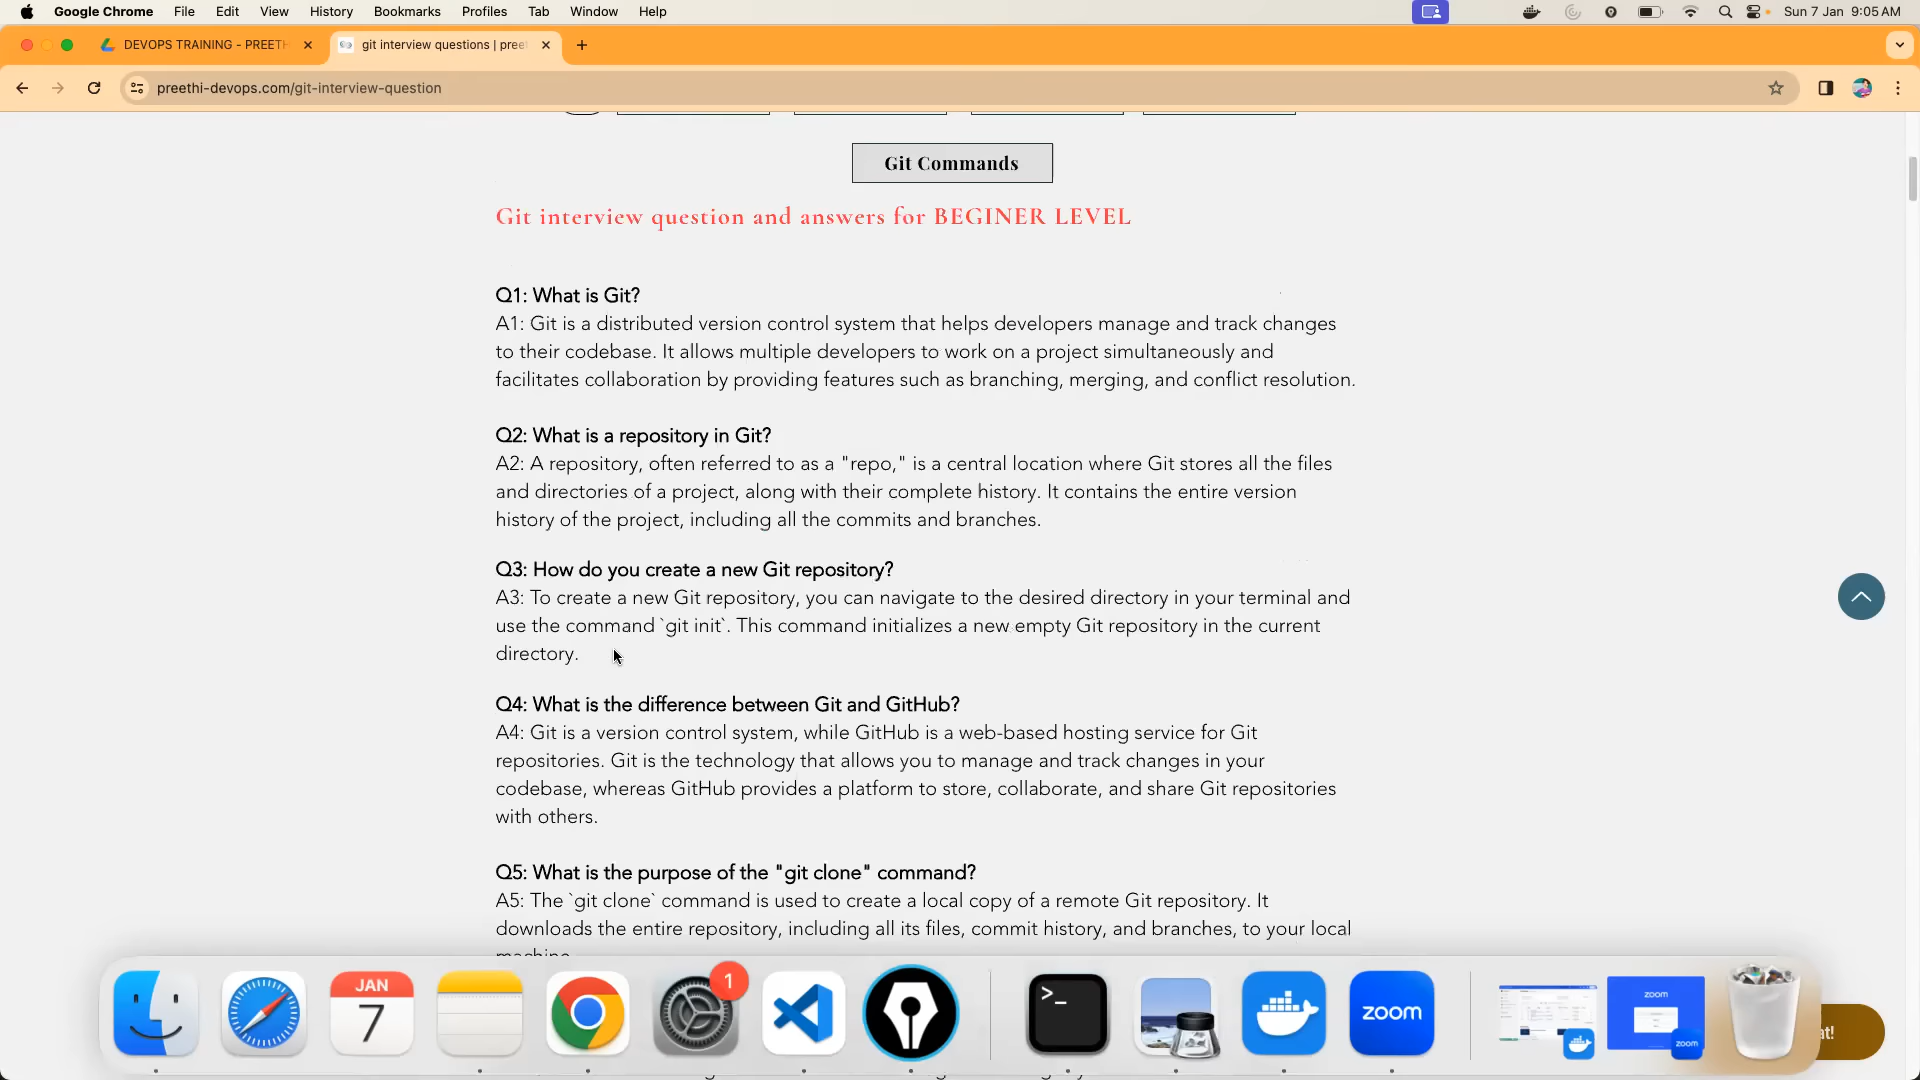 Google Chrome File Edit View History Bookmarks Profiles Tab Window Help Sun 7 Jan 9:05 AM
DEVOPS TRAINING - PREETH
git interview questions | pree
preethi-devops.com/git-interview-question
Git Commands
Git interview question and answers for BEGINER LEVEL
Q1: What is Git?
A1: Git is a distributed version control system that helps developers manage and track changes
to their codebase. It allows multiple developers to work on a project simultaneously and
facilitates collaboration by providing features such as branching, merging, and conflict resolution.
Q2: What is a repository in Git?
A2: A repository, often referred to as a "repo," is a central location where Git stores all the files
and directories of a project, along with their complete history. It contains the entire version
history of the project, including all the commits and branches.
Q3: How do you create a new Git repository?
A3: To create a new Git repository, you can navigate to the desired directory in your terminal and
use the command `git init`. This command initializes a new empty Git repository in the current
directory.
Q4: What is the difference between Git and GitHub?
A4: Git is a version control system, while GitHub is a web-based hosting service for Git
repositories. Git is the technology that allows you to manage and track changes in your
codebase, whereas GitHub provides a platform to store, collaborate, and share Git repositories
with others.
Q5: What is the purpose of the "git clone" command?
A5: The `git clone` command is used to create a local copy of a remote Git repository. It
downloads the entire repository, including all its files, commit history, and branches, to your local
machine.
JAN
7
1
>_
zoom
zoom
zoom
at!